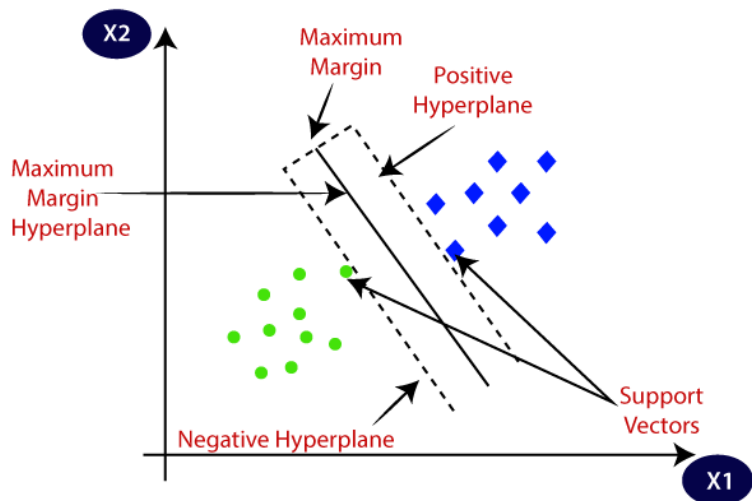 X2
Maximum
Margin
Positive
Hyperplane
Maximum
Margin
Hyperplane
Support
Vectors
Negative Hyperplane
X1